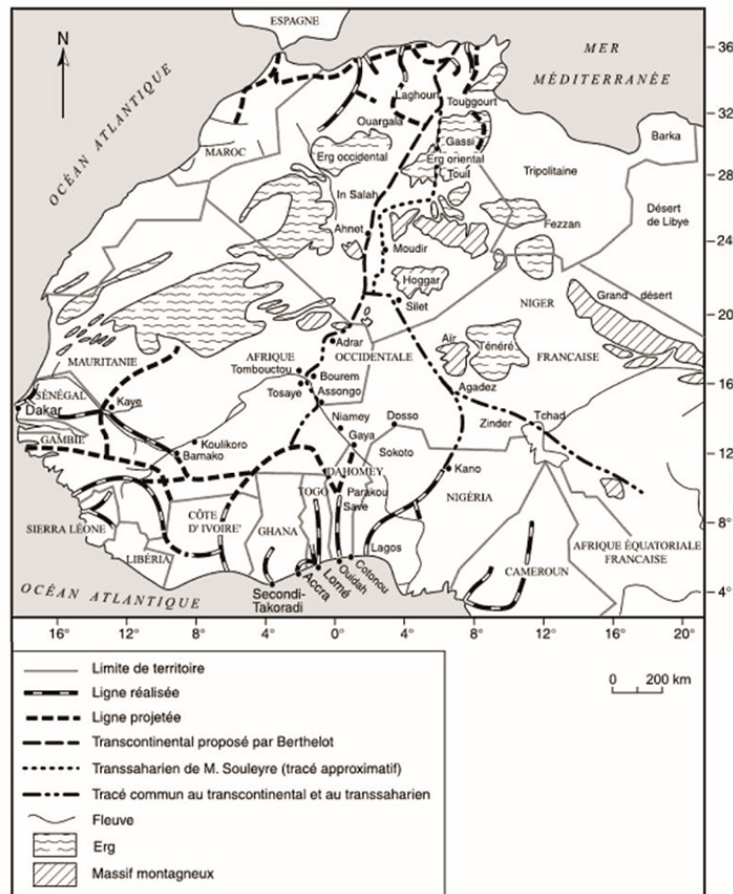 ESPAGNE
N
MER
MÉDITERRANÉE
OCÉAN ATLANTIQUE
36
32
28
24
20
16
12
8°
4°
Laghourt
Touggourt
Ouargala
Gassi
Barka
MAROC
Erg occidental
Erg oriental
Touil
Tripolitaine
In Salah
Désert
de Libye
Fezzan
Ahnet
Moudir
Hoggar
Silet
NIGER
Grand désert
Adrar
Aïr
Ténéré
MAURITANIE
AFRIQUE
OCCIDENTALE
FRANÇAISE
Tombouctou
Bourem
Tosaye
Assongo
Agadez
SÉNÉGAL
Kaye
Dakar
Niamey
Dosso
Zinder
Tchad
GAMBIE
Koulikoro
Gaya
Bamako
Sokoto
DAHOMEY
Kano
TOGO
Parakou
NIGÉRIA
Save
CÔTE
D' IVOIRE'
SIERRA LÉONE
GHANA
LIBÉRIA
Lagos
AFRIQUE ÉQUATORIALE
FRANÇAISE
CAMEROUN
Cotonou
Ouidah
Lomé
Accra
Secondi-
Takoradi
OCÉAN ATLANTIQUE
16° 12° 8° 4° 0° 4° 8° 12° 16° 20°
Limite de territoire
Ligne réalisée
Ligne projetée
Transcontinental proposé par Berthelot
Transsaharien de M. Souleyre (tracé approximatif)
Tracé commun au transcontinental et au transsaharien
Fleuve
Erg
Massif montagneux
0 200 km